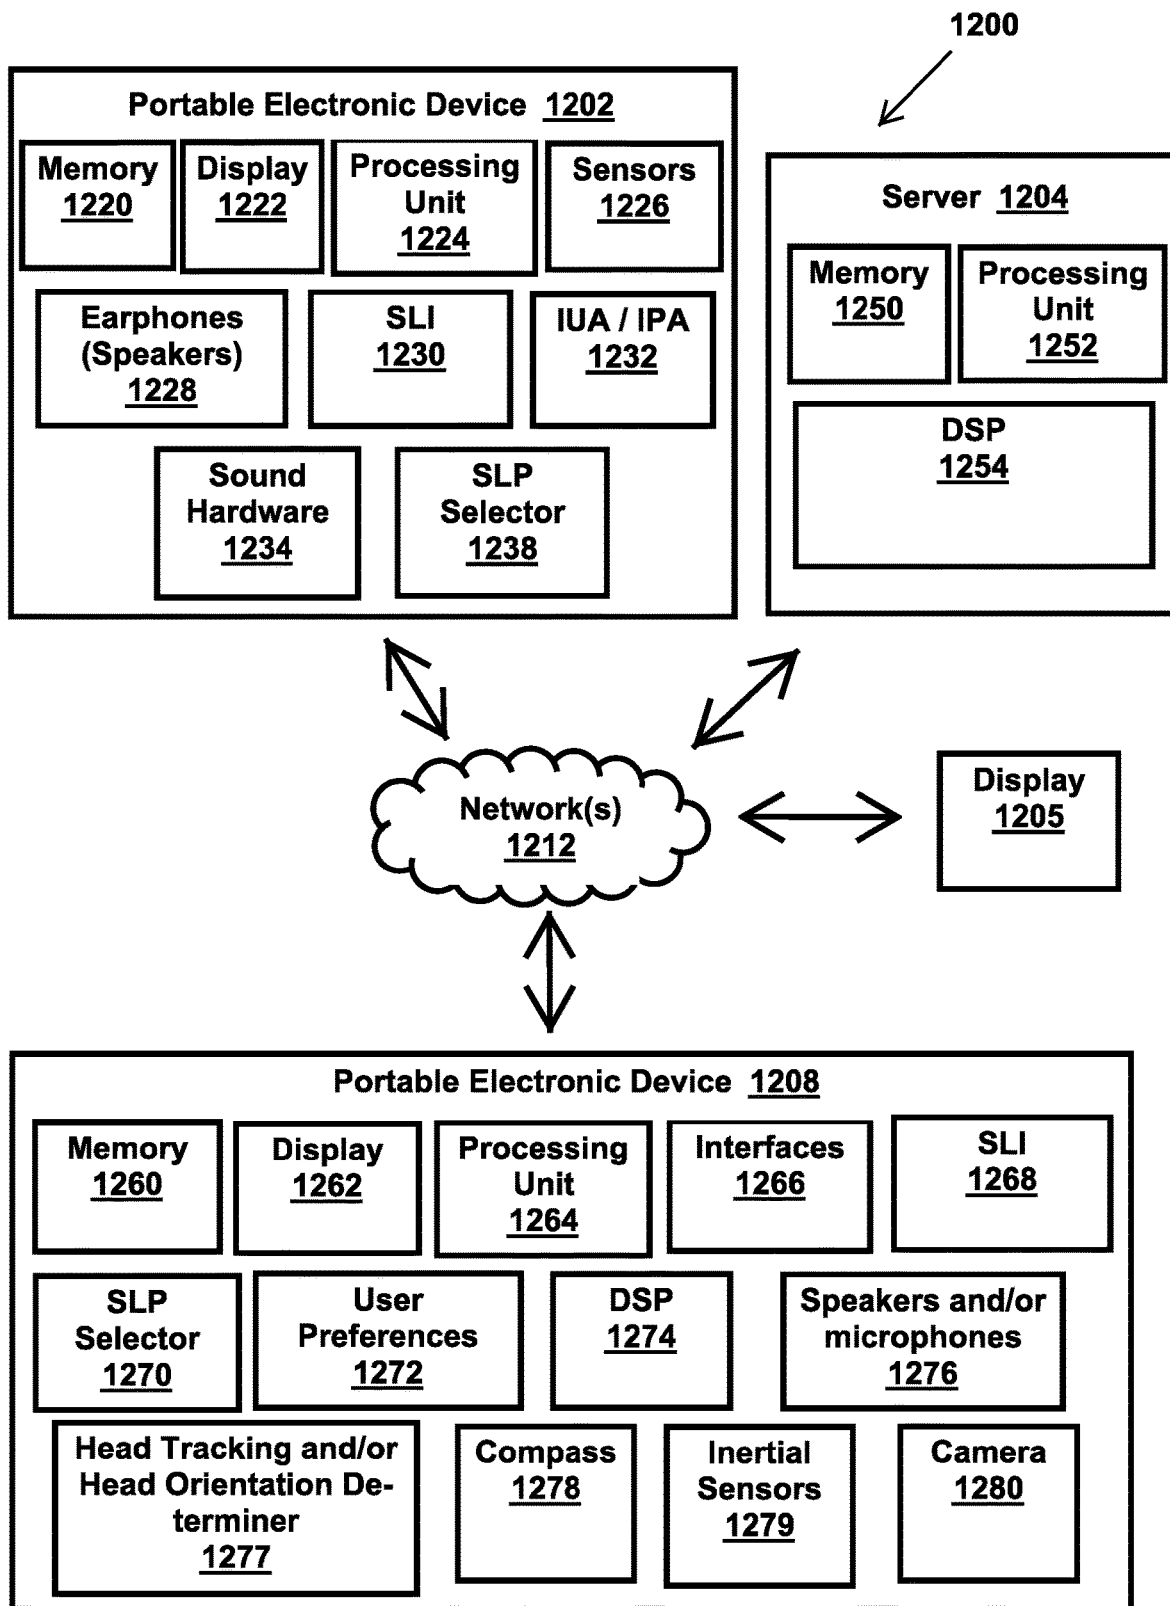 1200
Portable Electronic Device 1202
Memory
1220
Display
1222
Processing
Unit
1224
Sensors
1226
Earphones
(Speakers)
1228
SLI
1230
IUA / IPA
1232
Sound
Hardware
1234
SLP
Selector
1238
Server 1204
Memory
1250
Processing
Unit
1252
DSP
1254
Network(s)
1212
Display
1205
Portable Electronic Device 1208
Memory
1260
Display
1262
Processing
Unit
1264
Interfaces
1266
SLI
1268
SLP
Selector
1270
User
Preferences
1272
DSP
1274
Speakers and/or
microphones
1276
Head Tracking and/or
Head Orientation De-
terminer
1277
Compass
1278
Inertial
Sensors
1279
Camera
1280